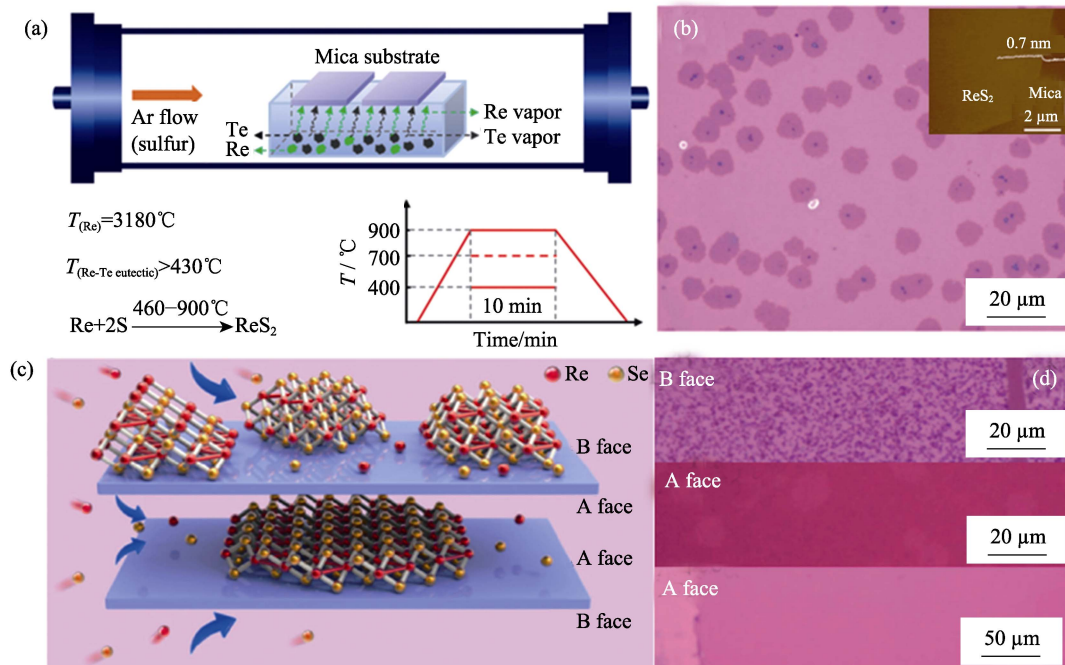 (a)
Mica substrate
Ar flow
(sulfur)
Te
Re
Re vapor
Te vapor
T(Re)=3180℃
T(Re-Te eutectic)>430℃
460−900℃
Re+2S ReS2
T / ℃
900
700
400
10 min
Time/min
(b)
0.7 nm
ReS2
Mica
2 μm
20 μm
(c)
Re
Se
B face
A face
A face
B face
(d)
B face
20 μm
A face
20 μm
A face
50 μm